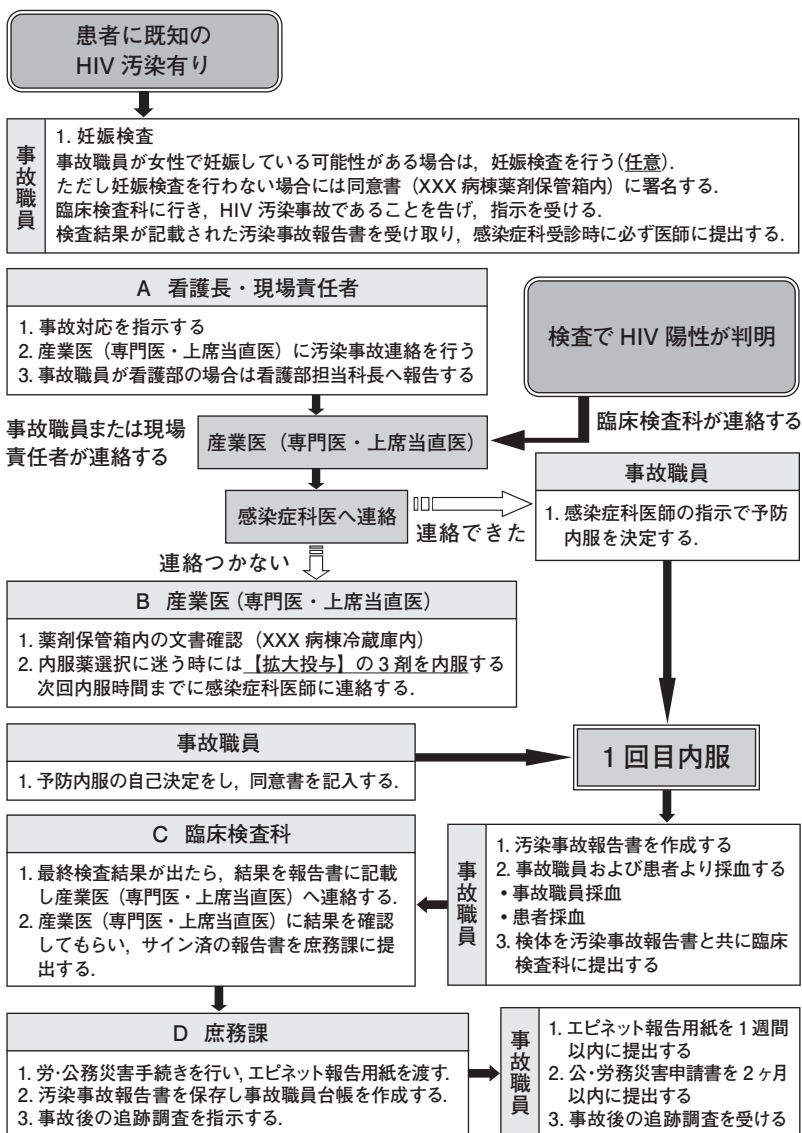 患者に既知の
HIV 汚染有り
事故職員
1. 妊娠検査
事故職員が女性で妊娠している可能性がある場合は，妊娠検査を行う(任意)．
ただし妊娠検査を行わない場合には同意書（XXX 病棟薬剤保管箱内）に署名する．
臨床検査科に行き，HIV 汚染事故であることを告げ，指示を受ける．
検査結果が記載された汚染事故報告書を受け取り，感染症科受診時に必ず医師に提出する．
A 看護長・現場責任者
1. 事故対応を指示する
2. 産業医（専門医・上席当直医）に汚染事故連絡を行う
3. 事故職員が看護部の場合は看護部担当科長へ報告する
検査で HIV 陽性が判明
臨床検査科が連絡する
事故職員または現場
責任者が連絡する
産業医（専門医・上席当直医）
感染症科医へ連絡
連絡できた
事故職員
1. 感染症科医師の指示で予防
内服を決定する．
連絡つかない
B 産業医（専門医・上席当直医）
1. 薬剤保管箱内の文書確認（XXX 病棟冷蔵庫内）
2. 内服薬選択に迷う時には【拡大投与】の 3 剤を内服する
次回内服時間までに感染症科医師に連絡する．
事故職員
1. 予防内服の自己決定をし，同意書を記入する．
1 回目内服
事故職員
1. 汚染事故報告書を作成する
2. 事故職員および患者より採血する
・事故職員採血
・患者採血
3. 検体を汚染事故報告書と共に臨床
検査科に提出する
C 臨床検査科
1. 最終検査結果が出たら，結果を報告書に記載
し産業医（専門医・上席当直医）へ連絡する．
2. 産業医（専門医・上席当直医）に結果を確認
してもらい，サイン済の報告書を庶務課に提
出する．
D 庶務課
1. 労・公務災害手続きを行い，エピネット報告用紙を渡す．
2. 汚染事故報告書を保存し事故職員台帳を作成する．
3. 事故後の追跡調査を指示する．
事故職員
1. エピネット報告用紙を 1 週間
以内に提出する
2. 公・労務災害申請書を 2 ヶ月
以内に提出する
3. 事故後の追跡調査を受ける